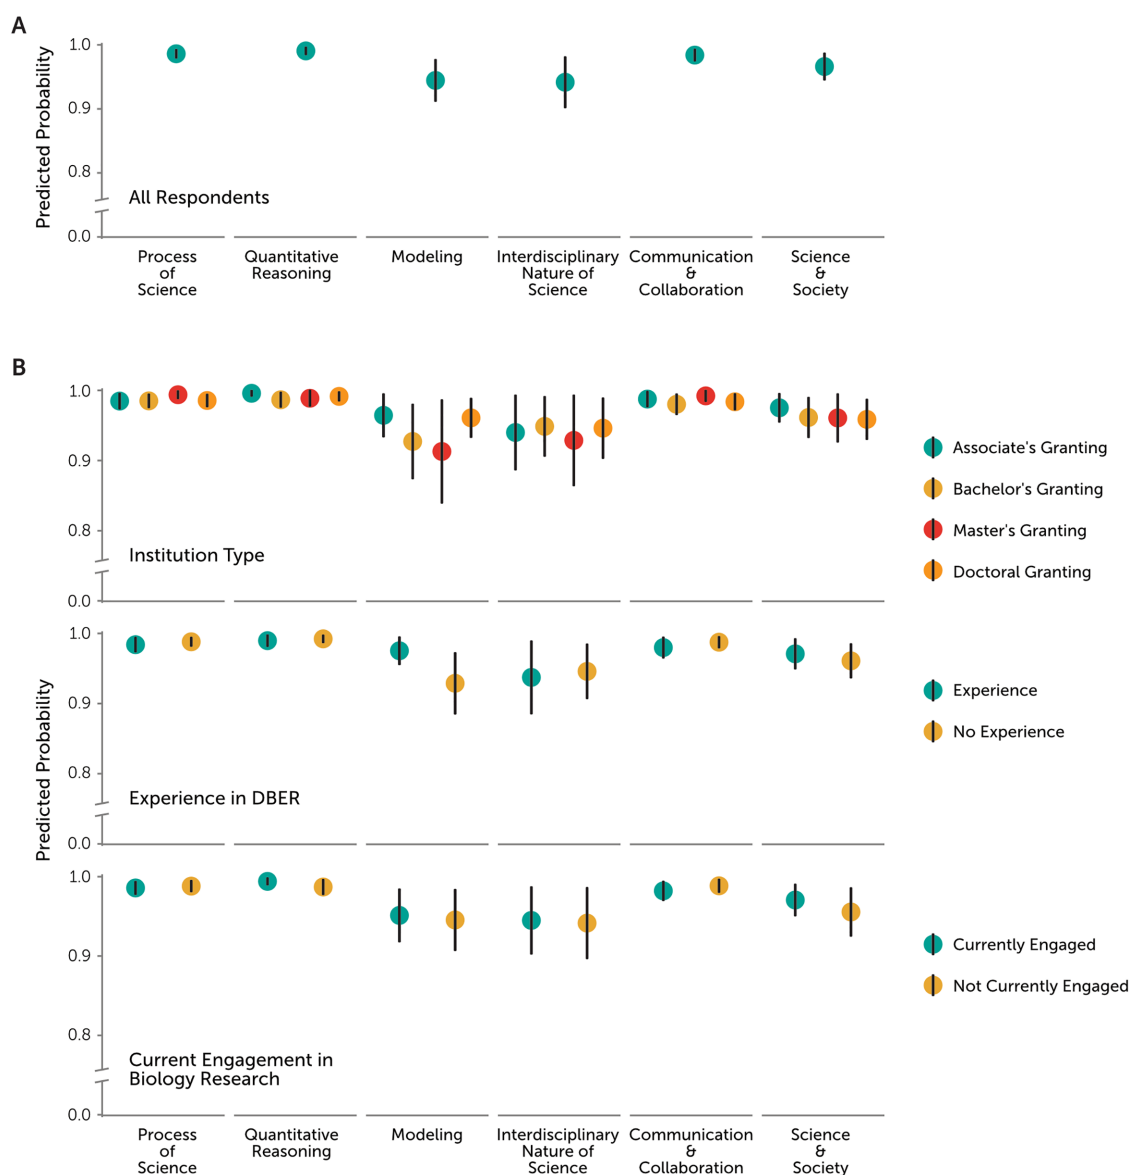 A
Predicted Probability
1.0
0.9
0.8
0.0
All Respondents
Process
of
Science
Quantitative
Reasoning
Modeling
Interdisciplinary
Nature of
Science
Communication
&
Collaboration
Science
&
Society
B
Predicted Probability
1.0
0.9
0.8
0.0
Institution Type
Associate's Granting
Bachelor's Granting
Master's Granting
Doctoral Granting
1.0
0.9
0.8
0.0
Experience in DBER
Experience
No Experience
1.0
0.9
0.8
0.0
Current Engagement in
Biology Research
Currently Engaged
Not Currently Engaged
Process
of
Science
Quantitative
Reasoning
Modeling
Interdisciplinary
Nature of
Science
Communication
&
Collaboration
Science
&
Society